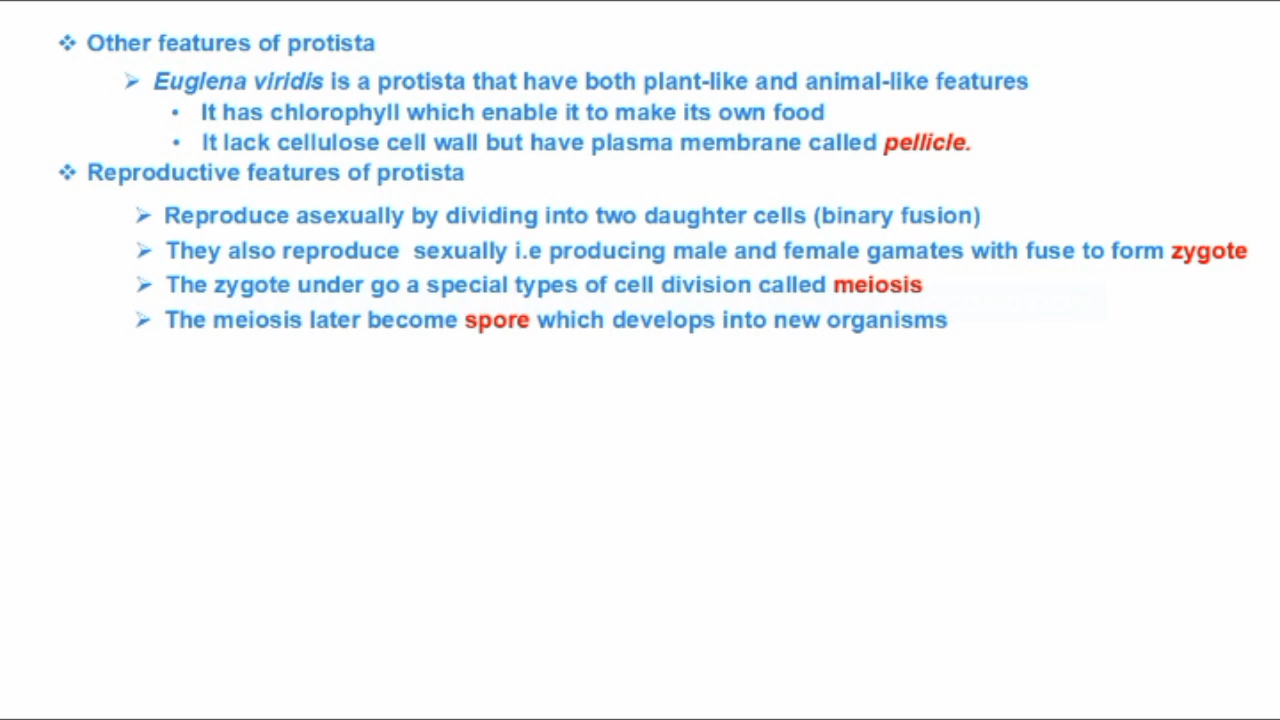 ❖ Other features of protista
➢ Euglena viridis is a protista that have both plant-like and animal-like features
• It has chlorophyll which enable it to make its own food
• It lack cellulose cell wall but have plasma membrane called pellicle.
❖ Reproductive features of protista
➢ Reproduce asexually by dividing into two daughter cells (binary fusion)
➢ They also reproduce sexually i.e producing male and female gamates with fuse to form zygote
➢ The zygote under go a special types of cell division called meiosis
➢ The meiosis later become spore which develops into new organisms